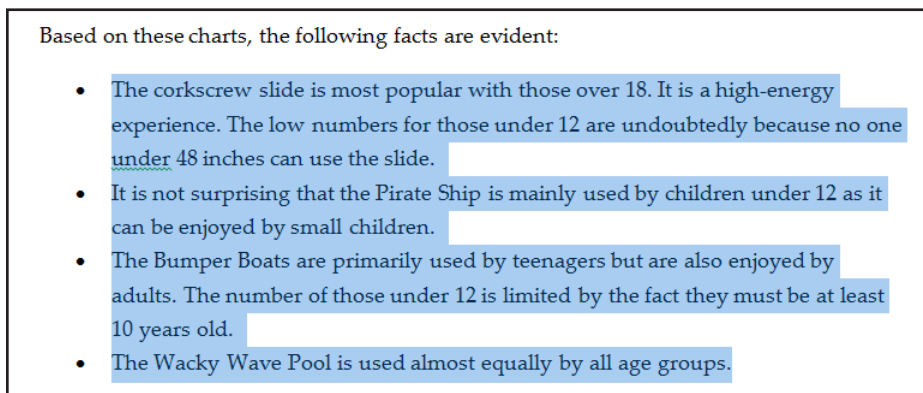 Based on these charts, the following facts are evident:
• The corkscrew slide is most popular with those over 18. It is a high-energy
experience. The low numbers for those under 12 are undoubtedly because no one
under 48 inches can use the slide.
• It is not surprising that the Pirate Ship is mainly used by children under 12 as it
can be enjoyed by small children.
• The Bumper Boats are primarily used by teenagers but are also enjoyed by
adults. The number of those under 12 is limited by the fact they must be at least
10 years old.
• The Wacky Wave Pool is used almost equally by all age groups.